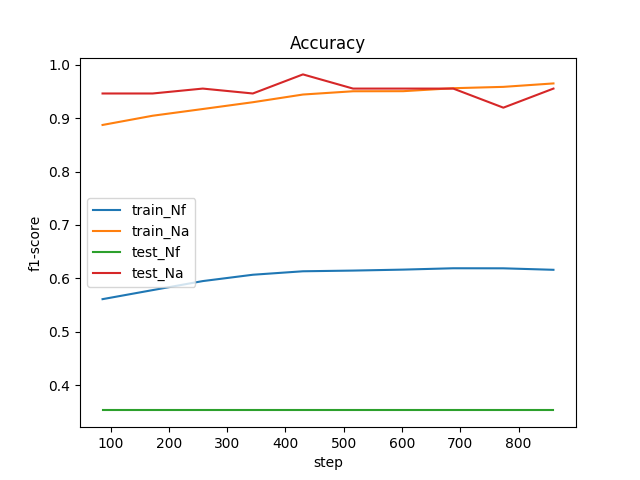 Accuracy
1.0
0.9
0.8
0.7
0.6
0.5
0.4
f1-score
train_Nf
train_Na
test_Nf
test_Na
100 200 300 400 500 600 700 800
step